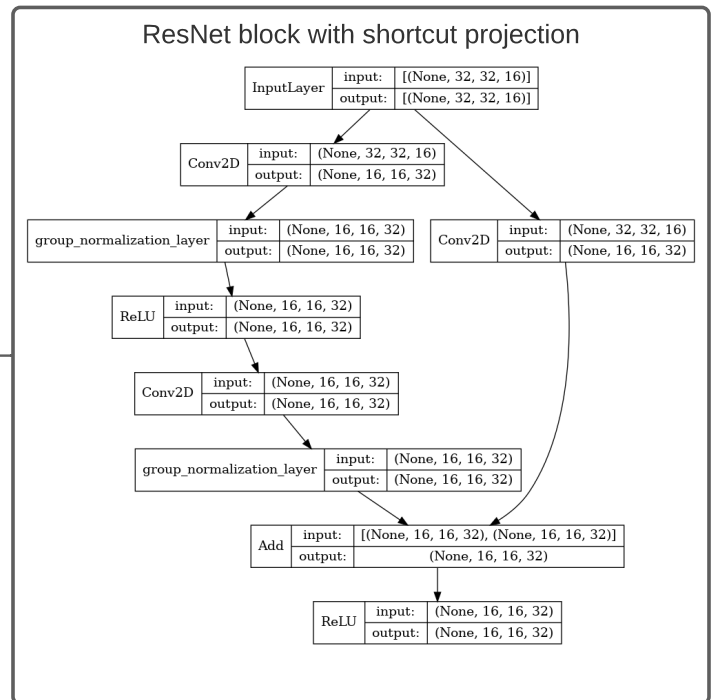 ResNet block with shortcut projection
InputLayer
input: [(None, 32, 32, 16)]
output: [(None, 32, 32, 16)]
Conv2D
input: (None, 32, 32, 16)
output: (None, 16, 16, 32)
group_normalization_layer
input: (None, 16, 16, 32)
output: (None, 16, 16, 32)
Conv2D
input: (None, 32, 32, 16)
output: (None, 16, 16, 32)
ReLU
input: (None, 16, 16, 32)
output: (None, 16, 16, 32)
Conv2D
input: (None, 16, 16, 32)
output: (None, 16, 16, 32)
group_normalization_layer
input: (None, 16, 16, 32)
output: (None, 16, 16, 32)
Add
input: [(None, 16, 16, 32), (None, 16, 16, 32)]
output: (None, 16, 16, 32)
ReLU
input: (None, 16, 16, 32)
output: (None, 16, 16, 32)